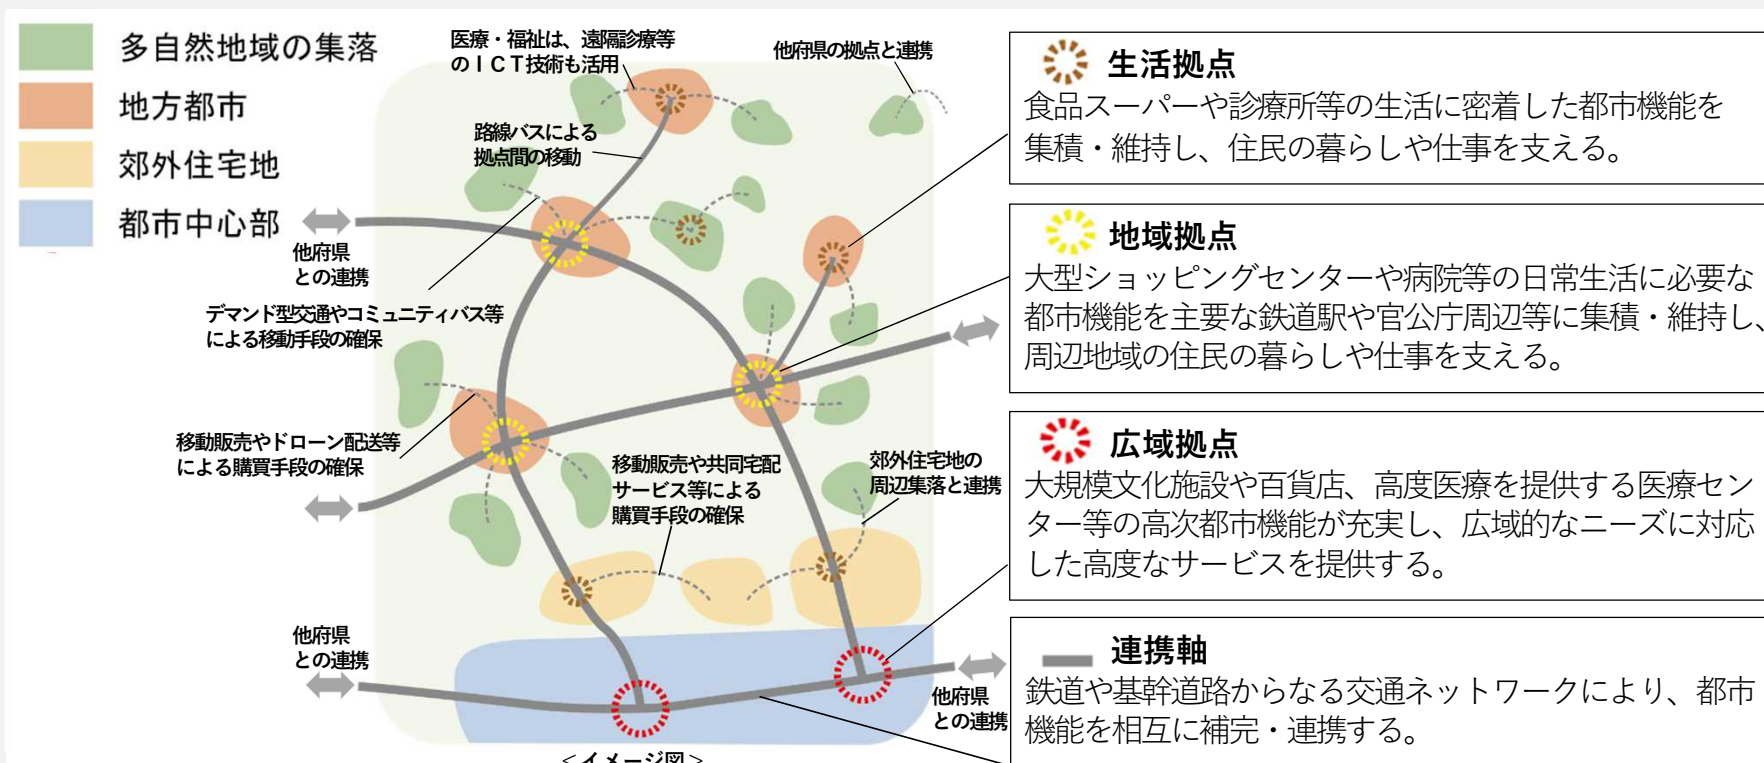 多自然地域の集落
地方都市
郊外住宅地
都市中心部
医療・福祉は、遠隔診療等
のＩＣＴ技術も活用
他府県の拠点と連携
路線バスによる
拠点間の移動
他府県
との連携
デマンド型交通やコミュニティバス等
による移動手段の確保
移動販売やドローン配送等
による購買手段の確保
移動販売や共同宅配
サービス等による
購買手段の確保
郊外住宅地の
周辺集落と連携
他府県
との連携
他府県
との連携
＜イメージ図＞
生活拠点
食品スーパーや診療所等の生活に密着した都市機能を
集積・維持し、住民の暮らしや仕事を支える。
地域拠点
大型ショッピングセンターや病院等の日常生活に必要な
都市機能を主要な鉄道駅や官公庁周辺等に集積・維持し、
周辺地域の住民の暮らしや仕事を支える。
広域拠点
大規模文化施設や百貨店、高度医療を提供する医療セン
ター等の高次都市機能が充実し、広域的なニーズに対応
した高度なサービスを提供する。
連携軸
鉄道や基幹道路からなる交通ネットワークにより、都市
機能を相互に補完・連携する。